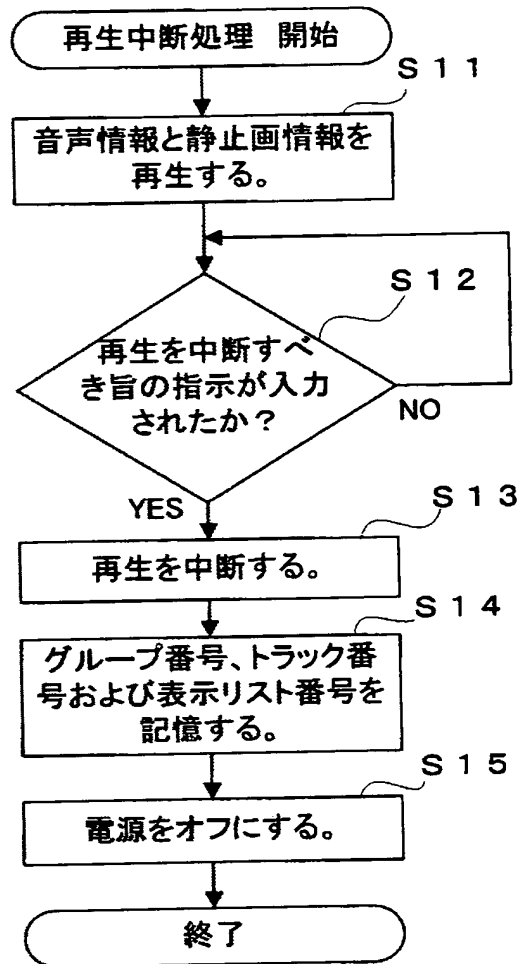 再生中断処理 開始
S11
音声情報と静止画情報を
再生する。
S12
再生を中断すべ
き旨の指示が入力
されたか？
NO
YES
S13
再生を中断する。
S14
グループ番号、トラック番
号および表示リスト番号を
記憶する。
S15
電源をオフにする。
終了